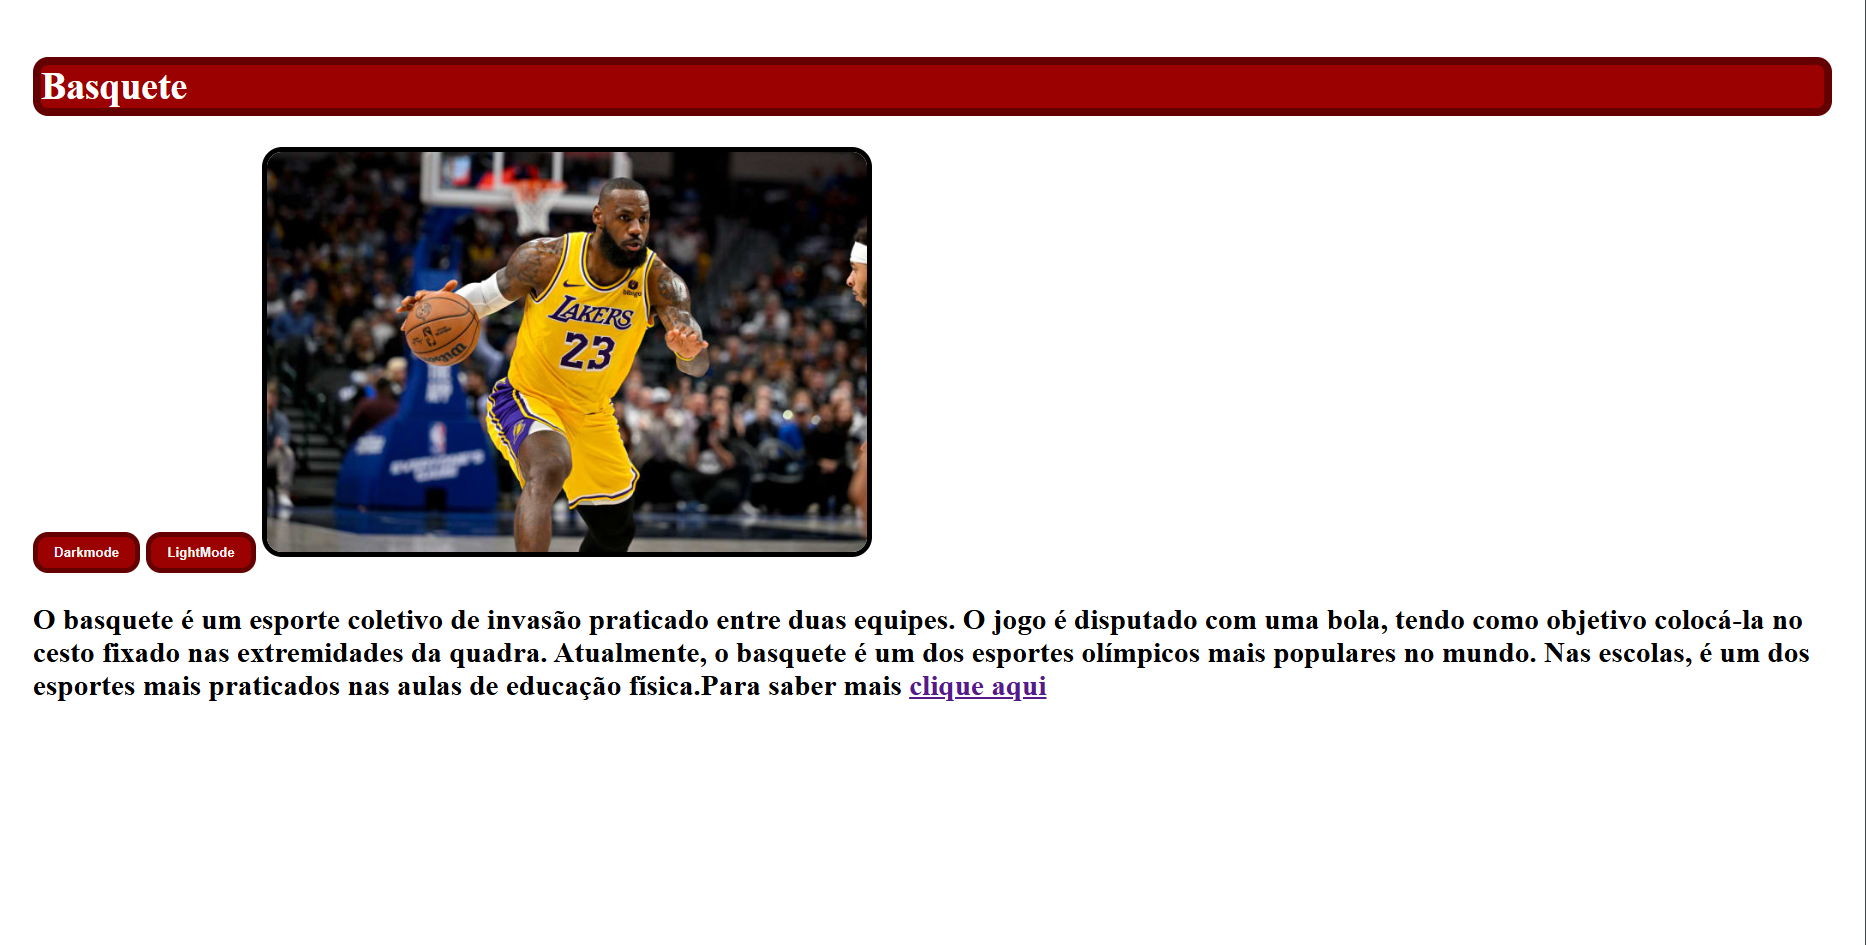 Basquete
LAKERS
23
bibigo
Darkmode
LightMode
O basquete é um esporte coletivo de invasão praticado entre duas equipes. O jogo é disputado com uma bola, tendo como objetivo colocá-la no
cesto fixado nas extremidades da quadra. Atualmente, o basquete é um dos esportes olímpicos mais populares no mundo. Nas escolas, é um dos
esportes mais praticados nas aulas de educação física.Para saber mais clique aqui